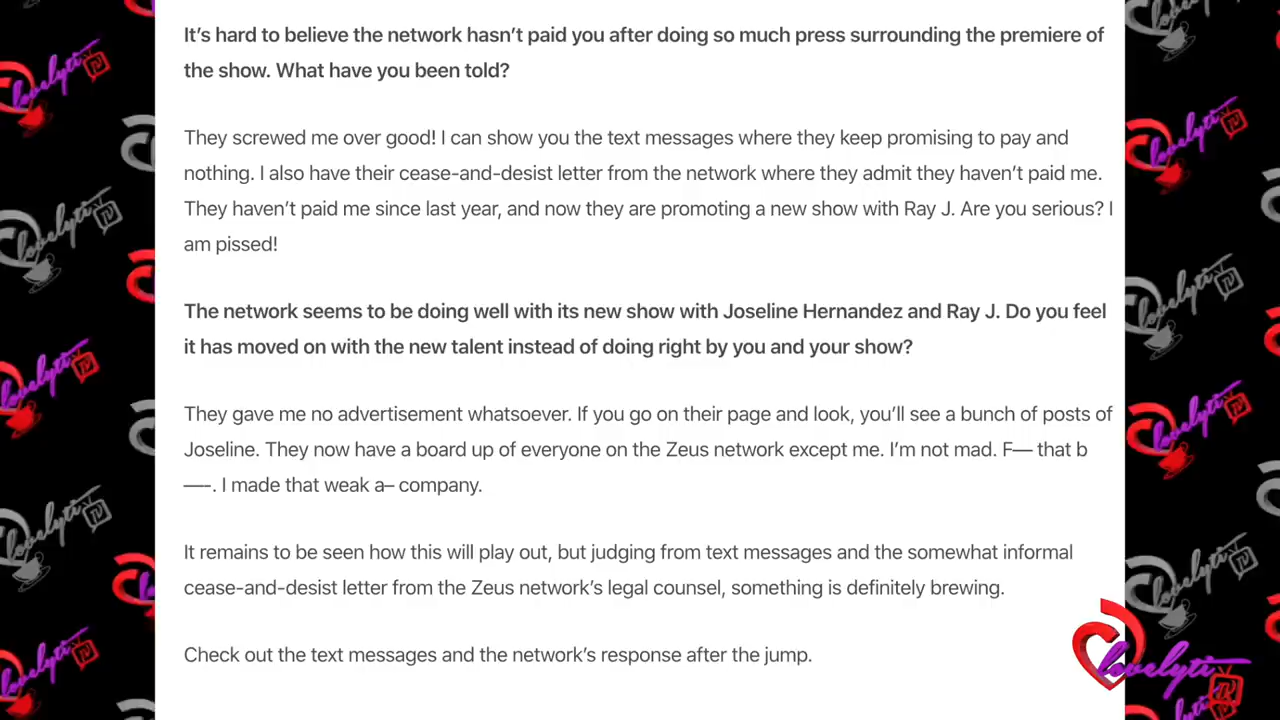 It’s hard to believe the network hasn’t paid you after doing so much press surrounding the premiere of
the show. What have you been told?
They screwed me over good! I can show you the text messages where they keep promising to pay and
nothing. I also have their cease-and-desist letter from the network where they admit they haven’t paid me.
They haven’t paid me since last year, and now they are promoting a new show with Ray J. Are you serious? I
am pissed!
The network seems to be doing well with its new show with Joseline Hernandez and Ray J. Do you feel
it has moved on with the new talent instead of doing right by you and your show?
They gave me no advertisement whatsoever. If you go on their page and look, you’ll see a bunch of posts of
Joseline. They now have a board up of everyone on the Zeus network except me. I’m not mad. F— that b
—-. I made that weak a– company.
It remains to be seen how this will play out, but judging from text messages and the somewhat informal
cease-and-desist letter from the Zeus network’s legal counsel, something is definitely brewing.
Check out the text messages and the network’s response after the jump.
lovelyti TV